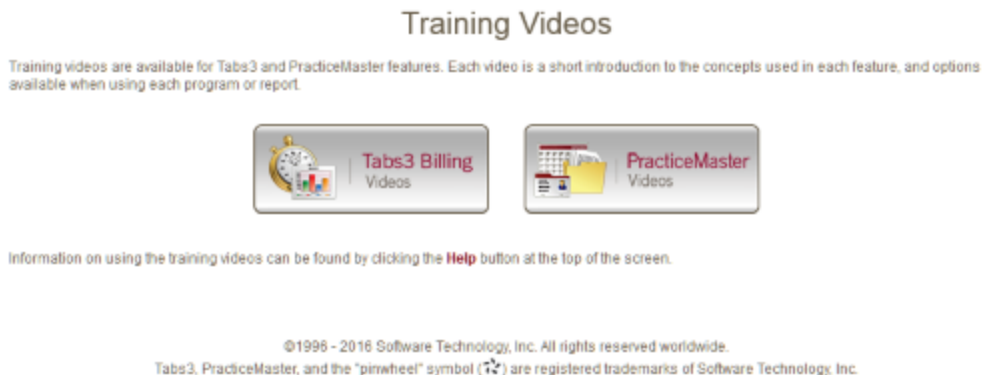 Training Videos
Training videos are available for Tabs3 and PracticeMaster features. Each video is a short introduction to the concepts used in each feature, and options
available when using each program or report.
Tabs3 Billing
Videos
PracticeMaster
Videos
Information on using the training videos can be found by clicking the Help button at the top of the screen.
©1996 - 2016 Software Technology, Inc. All rights reserved worldwide.
Tabs3, PracticeMaster, and the "pinwheel" symbol ( ) are registered trademarks of Software Technology, Inc.